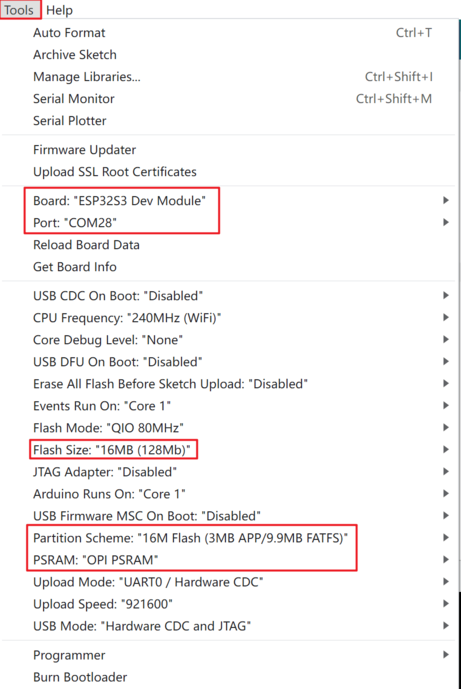 Tools Help
Auto Format Ctrl+T
Archive Sketch
Manage Libraries... Ctrl+Shift+I
Serial Monitor Ctrl+Shift+M
Serial Plotter
Firmware Updater
Upload SSL Root Certificates
Board: "ESP32S3 Dev Module"
Port: "COM28"
Reload Board Data
Get Board Info
USB CDC On Boot: "Disabled"
CPU Frequency: "240MHz (WiFi)"
Core Debug Level: "None"
USB DFU On Boot: "Disabled"
Erase All Flash Before Sketch Upload: "Disabled"
Events Run On: "Core 1"
Flash Mode: "QIO 80MHz"
Flash Size: "16MB (128Mb)"
JTAG Adapter: "Disabled"
Arduino Runs On: "Core 1"
USB Firmware MSC On Boot: "Disabled"
Partition Scheme: "16M Flash (3MB APP/9.9MB FATFS)"
PSRAM: "OPI PSRAM"
Upload Mode: "UART0 / Hardware CDC"
Upload Speed: "921600"
USB Mode: "Hardware CDC and JTAG"
Programmer
Burn Bootloader